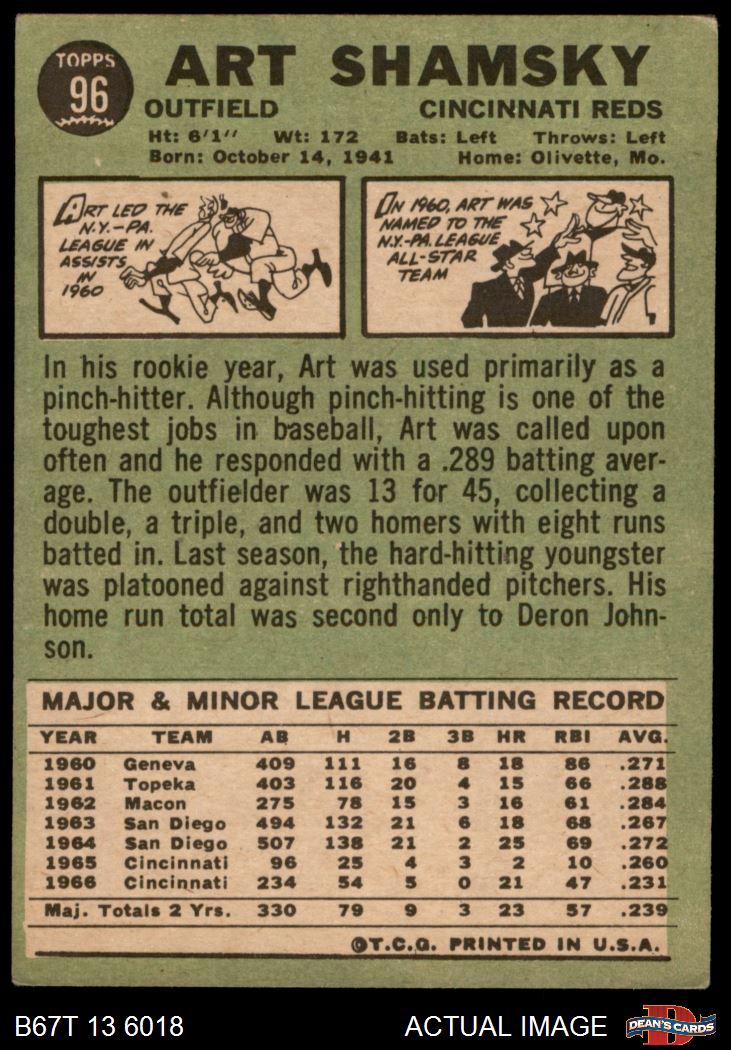 TOPPS
96
ART SHAMSKY
OUTFIELD CINCINNATI REDS
Ht: 6'1" Wt: 172 Bats: Left Throws: Left
Born: October 14, 1941 Home: Olivette, Mo.
ART LED THE
N.Y.-PA.
LEAGUE IN
ASSISTS
IN
1960
IN 1960, ART WAS
NAMED TO THE
N.Y.-PA. LEAGUE
ALL-STAR
TEAM
In his rookie year, Art was used primarily as a
pinch-hitter. Although pinch-hitting is one of the
toughest jobs in baseball, Art was called upon
often and he responded with a .289 batting aver-
age. The outfielder was 13 for 45, collecting a
double, a triple, and two homers with eight runs
batted in. Last season, the hard-hitting youngster
was platooned against righthanded pitchers. His
home run total was second only to Deron John-
son.
MAJOR & MINOR LEAGUE BATTING RECORD
YEAR TEAM AB H 2B 3B HR RBI AVG.
1960 Geneva 409 111 16 8 18 86 .271
1961 Topeka 403 116 20 4 15 66 .288
1962 Macon 275 78 15 3 16 61 .284
1963 San Diego 494 132 21 6 18 68 .267
1964 San Diego 507 138 21 2 25 69 .272
1965 Cincinnati 96 25 4 3 2 10 .260
1966 Cincinnati 234 54 5 0 21 47 .231
Maj. Totals 2 Yrs. 330 79 9 3 23 57 .239
©T.C.G. PRINTED IN U.S.A.
B67T 13 6018 ACTUAL IMAGE
D
DEAN'S CARDS